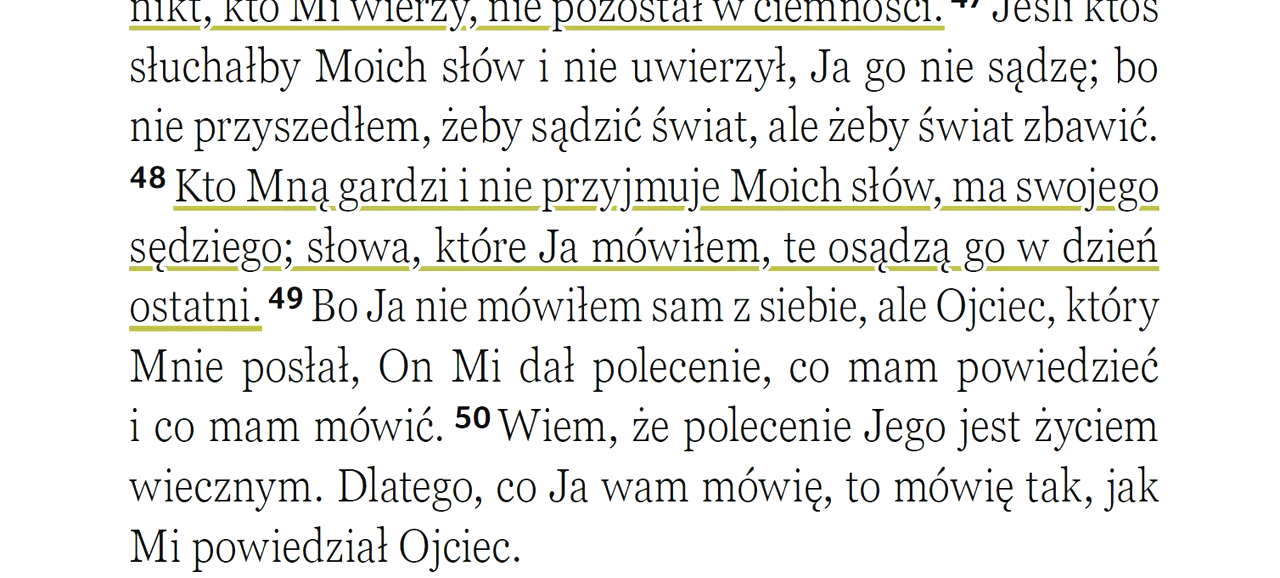 nikt, kto Mi wierzy, nie pozostał w ciemności. 47 Jeśli ktoś
słuchałby Moich słów i nie uwierzył, Ja go nie sądzę; bo
nie przyszedłem, żeby sądzić świat, ale żeby świat zbawić.
48 Kto Mną gardzi i nie przyjmuje Moich słów, ma swojego
sędziego; słowa, które Ja mówiłem, te osądzą go w dzień
ostatni. 49 Bo Ja nie mówiłem sam z siebie, ale Ojciec, który
Mnie posłał, On Mi dał polecenie, co mam powiedzieć
i co mam mówić. 50 Wiem, że polecenie Jego jest życiem
wiecznym. Dlatego, co Ja wam mówię, to mówię tak, jak
Mi powiedział Ojciec.